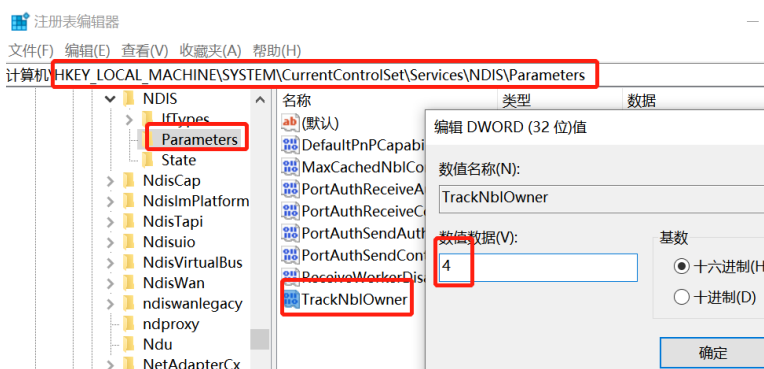 注册表编辑器
文件(F) 编辑(E) 查看(V) 收藏夹(A) 帮助(H)
计算机\HKEY_LOCAL_MACHINE\SYSTEM\CurrentControlSet\Services\NDIS\Parameters
NDIS
IfTypes
Parameters
State
NdisCap
NdisImPlatform
NdisTapi
Ndisuio
NdisVirtualBus
NdisWan
ndiswanlegacy
ndproxy
Ndu
NetAdapterCx
名称 类型 数据
(默认)
DefaultPnPCapabi
MaxCachedNblCo
PortAuthReceiveA
PortAuthReceiveCo
PortAuthSendAuth
PortAuthSendCont
ReceiveWorkerDisa
TrackNblOwner
编辑 DWORD (32 位)值
数值名称(N):
TrackNblOwner
数值数据(V):
4
基数
十六进制(H
十进制(D)
确定